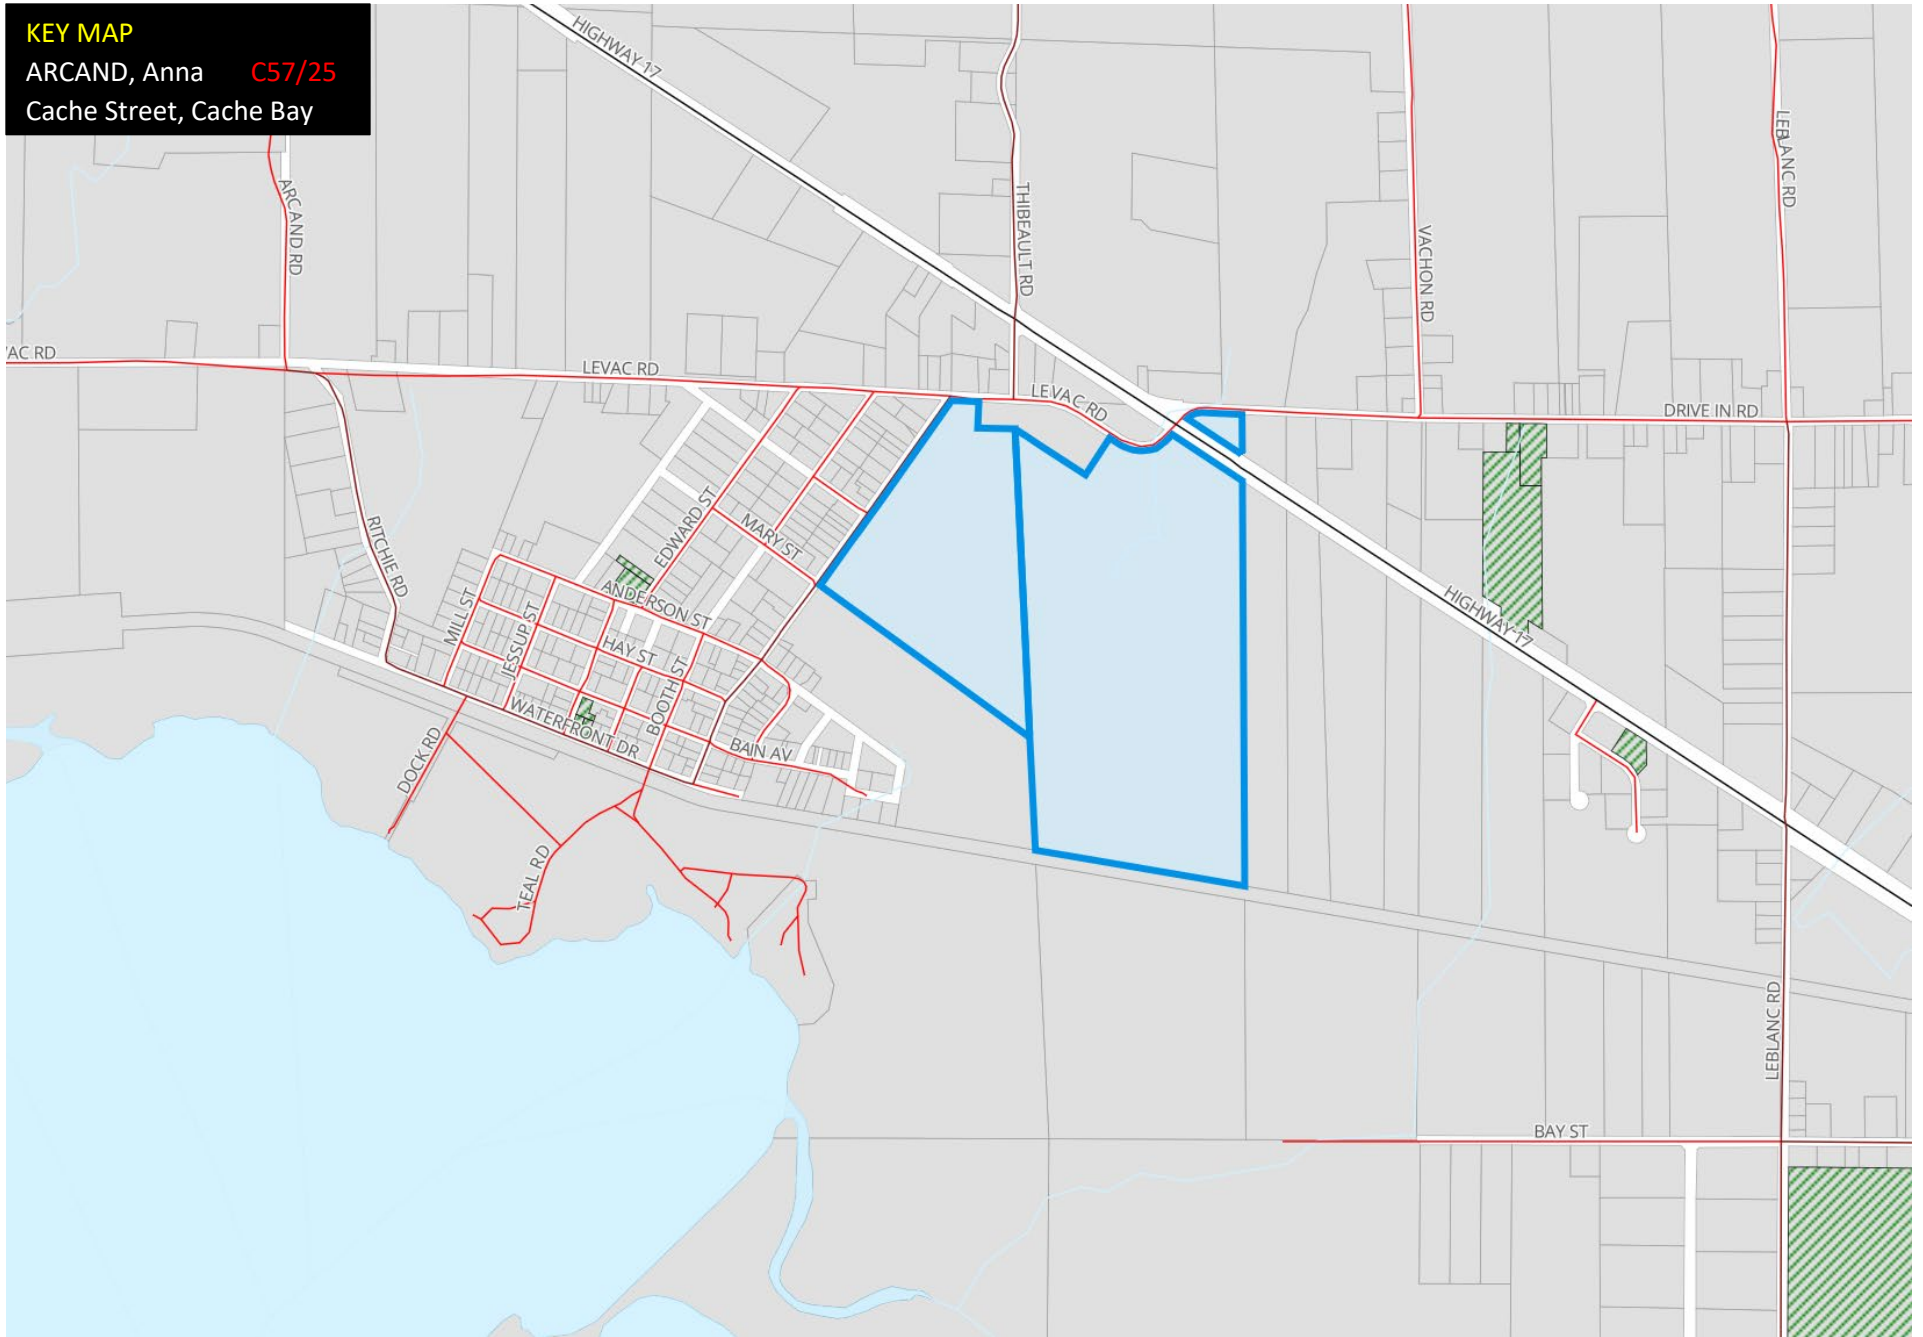 KEY MAP
ARCAND, Anna C57/25
Cache Street, Cache Bay
HIGHWAY 17
LEBLANC RD
ARCAND RD
THIBEAULT RD
VACHON RD
VAC RD
LEVAC RD
LEVAC RD
DRIVE IN RD
RITCHIE RD
EDWARD ST
MARY ST
ANDERSON ST
MILL ST
JESSUP ST
HAY ST
BOOTH ST
WATERFRONT DR
BAIN AV
DOCK RD
TEAL RD
HIGHWAY 17
LEBLANC RD
BAY ST